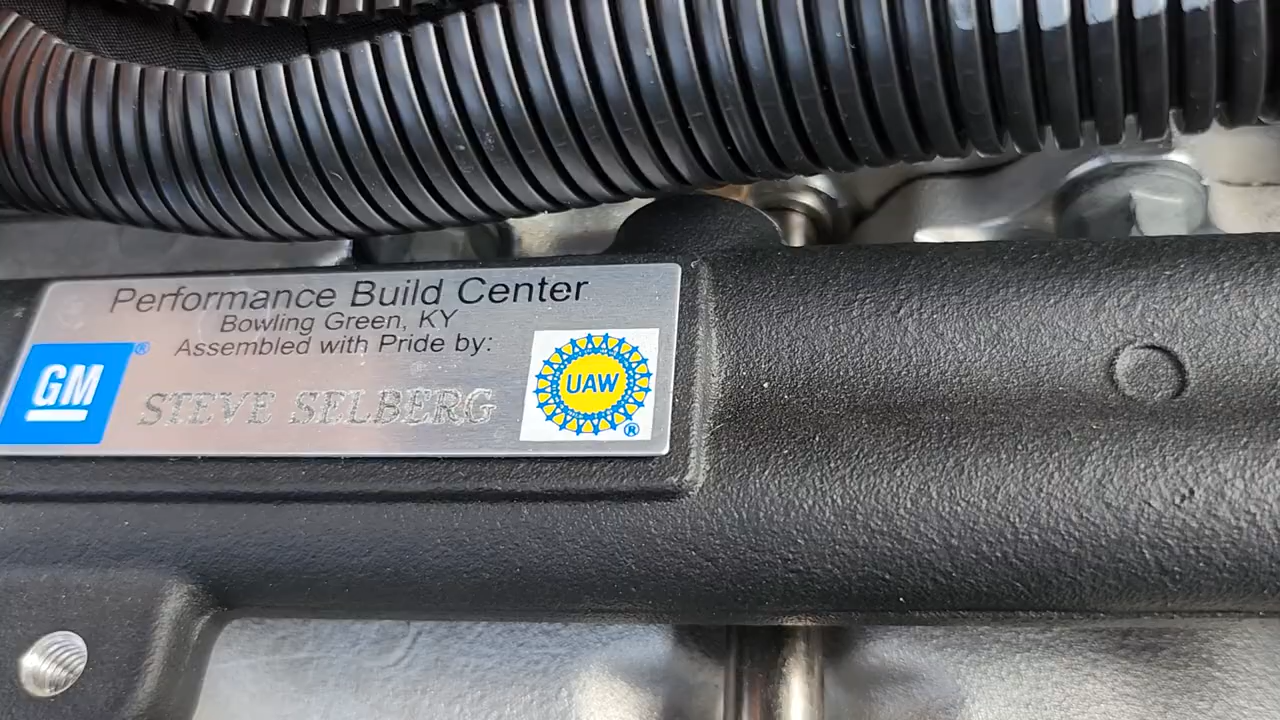 Performance Build Center
Bowling Green, KY
Assembled with Pride by:
GM®
STEVE SELBERG
UAW
®